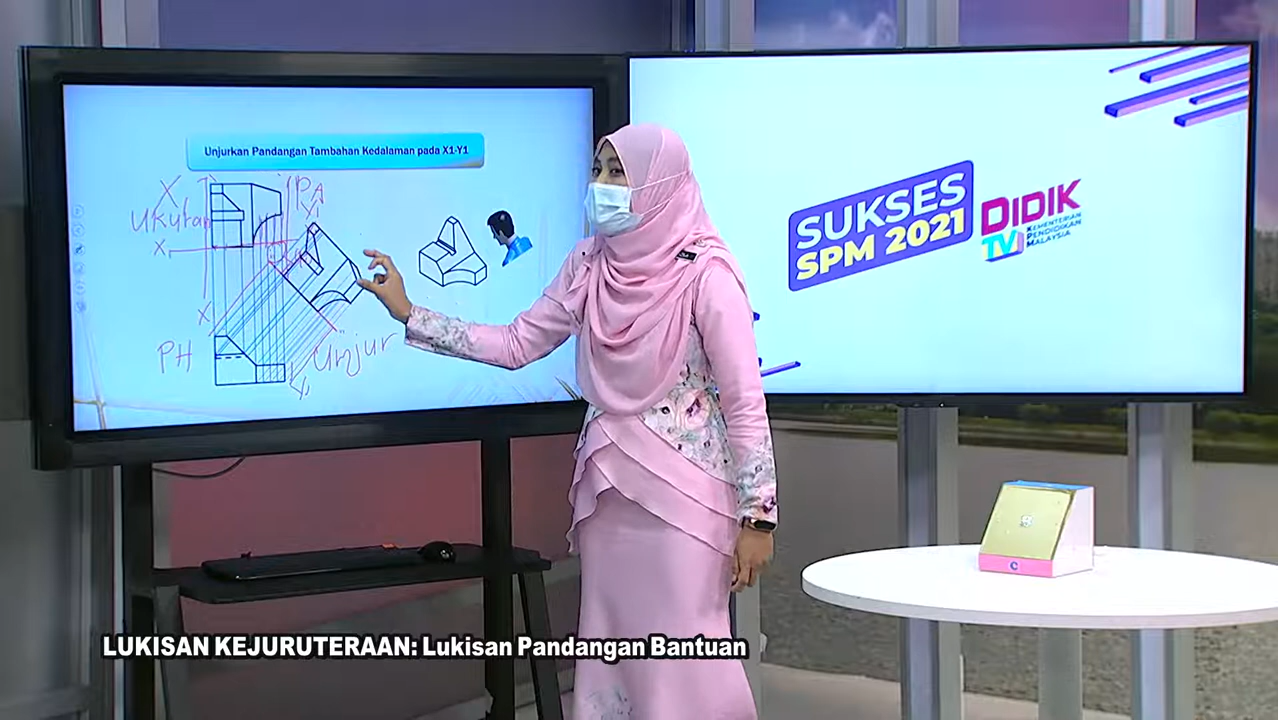 Unjurkan Pandangan Tambahan Kedalaman pada X1-Y1
X
PA
Ukuran
X
X
PH
Unjur
SUKSES
SPM 2021
DIDIK
TV
KEMENTERIAN
PENDIDIKAN
MALAYSIA
C
LUKISAN KEJURUTERAAN: Lukisan Pandangan Bantuan